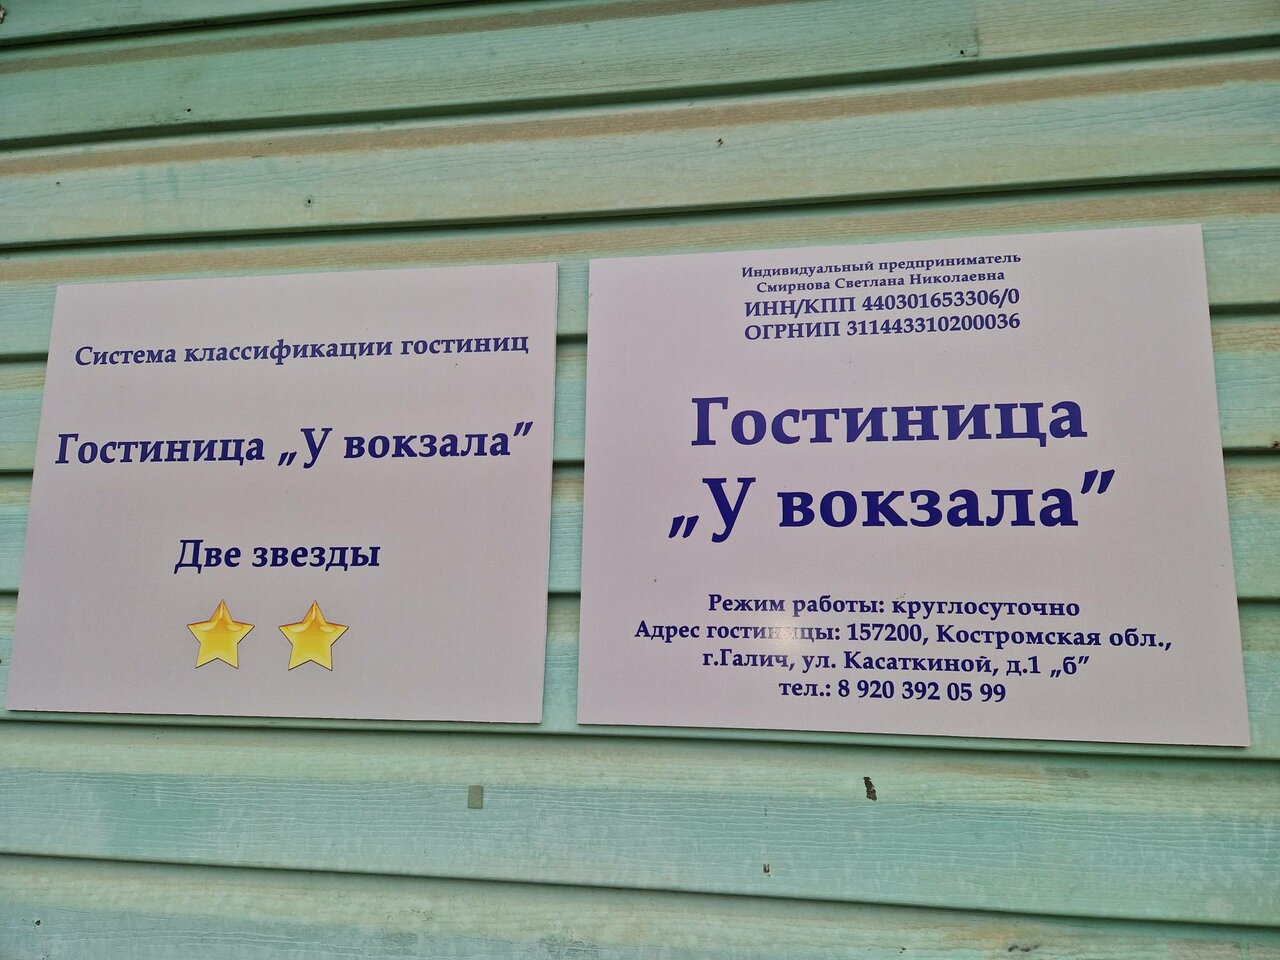 Система классификации гостиниц
Гостиница „У вокзала”
Две звезды
Индивидуальный предприниматель
Смирнова Светлана Николаевна
ИНН/КПП 440301653306/0
ОГРНИП 311443310200036
Гостиница
„У вокзала”
Режим работы: круглосуточно
Адрес гостиницы: 157200, Костромская обл.,
г.Галич, ул. Касаткиной, д.1 „б”
тел.: 8 920 392 05 99